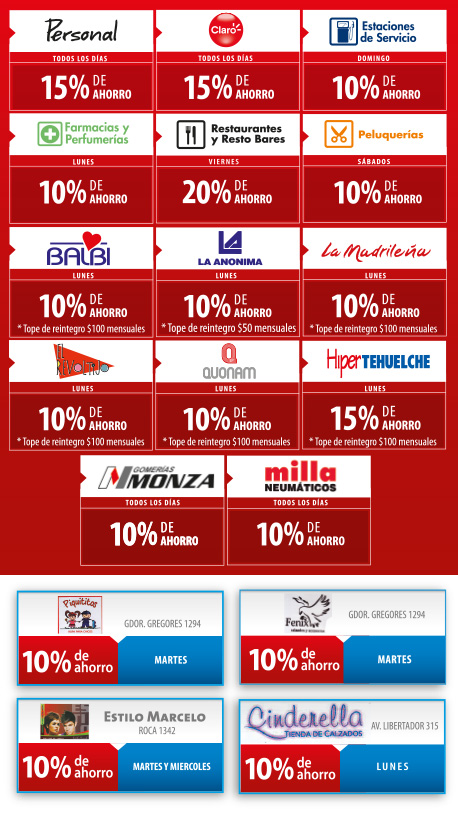 Personal
TODOS LOS DÍAS
15% DE AHORRO
Claro
TODOS LOS DÍAS
15% DE AHORRO
Estaciones
de Servicio
DOMINGO
10% DE AHORRO
Farmacias y
Perfumerías
LUNES
10% DE AHORRO
Restaurantes
y Resto Bares
VIERNES
20% DE AHORRO
Peluquerías
SÁBADOS
10% DE AHORRO
BALBI
LUNES
10% DE AHORRO
* Tope de reintegro $100 mensuales
LA ANONIMA
LUNES
10% DE AHORRO
* Tope de reintegro $50 mensuales
La Madrileña
LUNES
10% DE AHORRO
* Tope de reintegro $100 mensuales
EL REVOLTIJO
LUNES
10% DE AHORRO
* Tope de reintegro $100 mensuales
QUONAM
LUNES
10% DE AHORRO
* Tope de reintegro $100 mensuales
HiperTEHUELCHE
LUNES
15% DE AHORRO
* Tope de reintegro $100 mensuales
GOMERÍAS
MONZA
TODOS LOS DÍAS
10% DE AHORRO
milla
NEUMÁTICOS
TODOS LOS DÍAS
10% DE AHORRO
Piquititos
GDOR. GREGORES 1294
10% de ahorro
MARTES
Fenix
GDOR. GREGORES 1294
10% de ahorro
MARTES
ESTILO MARCELO
ROCA 1342
10% de ahorro
MARTES Y MIERCOLES
Cinderella
TIENDA DE CALZADOS
AV. LIBERTADOR 315
10% de ahorro
LUNES